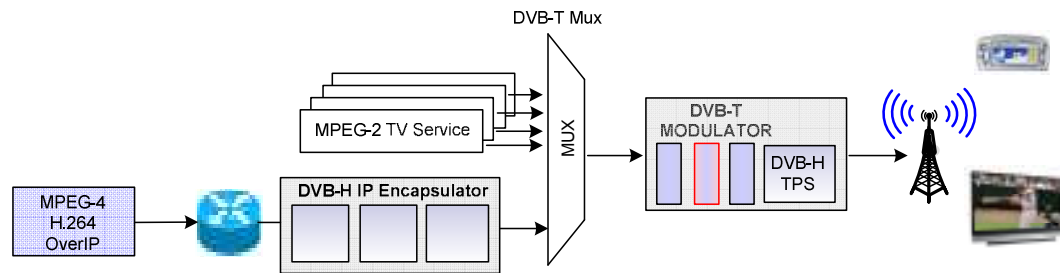 DVB-T Mux
MPEG-2 TV Service
MUX
DVB-T
MODULATOR
DVB-H
TPS
DVB-H IP Encapsulator
MPEG-4
H.264
OverIP